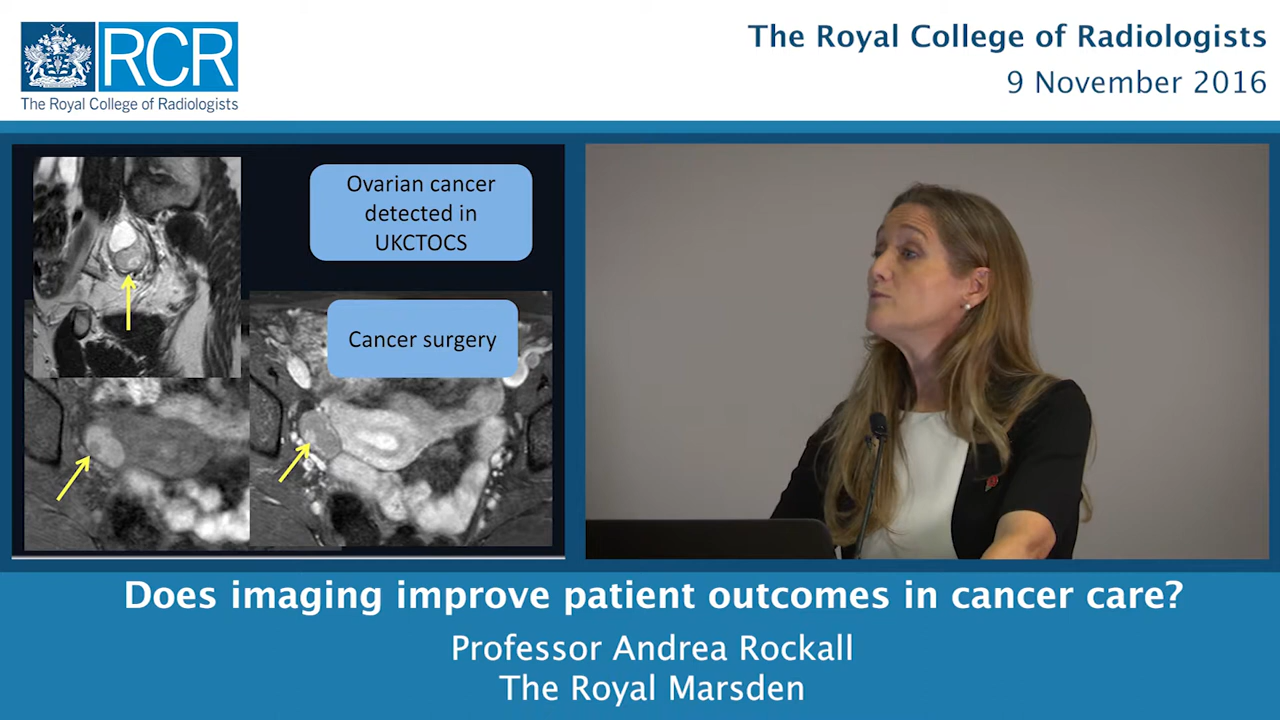 RCR
The Royal College of Radiologists
The Royal College of Radiologists
9 November 2016
Ovarian cancer
detected in
UKCTOCS
Cancer surgery
Does imaging improve patient outcomes in cancer care?
Professor Andrea Rockall
The Royal Marsden